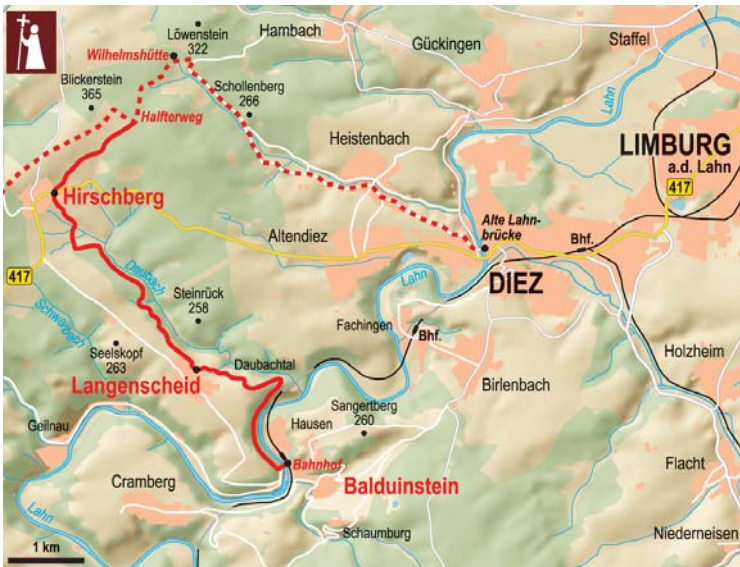 Löwenstein
322
Hambach
Staffel
Gückingen
Wilhelmshütte
Blickerstein
365
Schollenberg
266
Halfterweg
Heistenbach
Lahn
LIMBURG
a.d. Lahn
417
Hirschberg
Alte Lahn-
brücke
Bhf.
Altendiez
417
Daubach
Lahn
DIEZ
Steinrück
258
Schwarbach
Fachingen
Bhf.
Seelskopf
263
Daubachtal
Holzheim
Langenscheid
Birlenbach
Geilnau
Hausen
Sangertberg
260
Bahnhof
Flacht
Cramberg
Balduinstein
Lahn
Schaumburg
Niederneisen
1 km